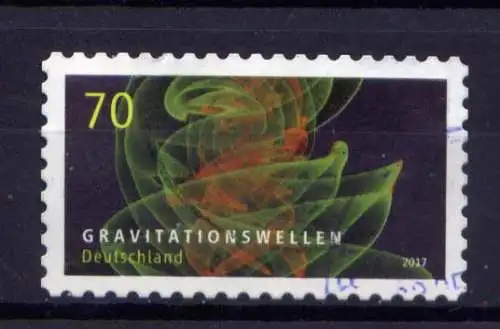 70
GRAVITATIONSWELLEN
Deutschland
2017